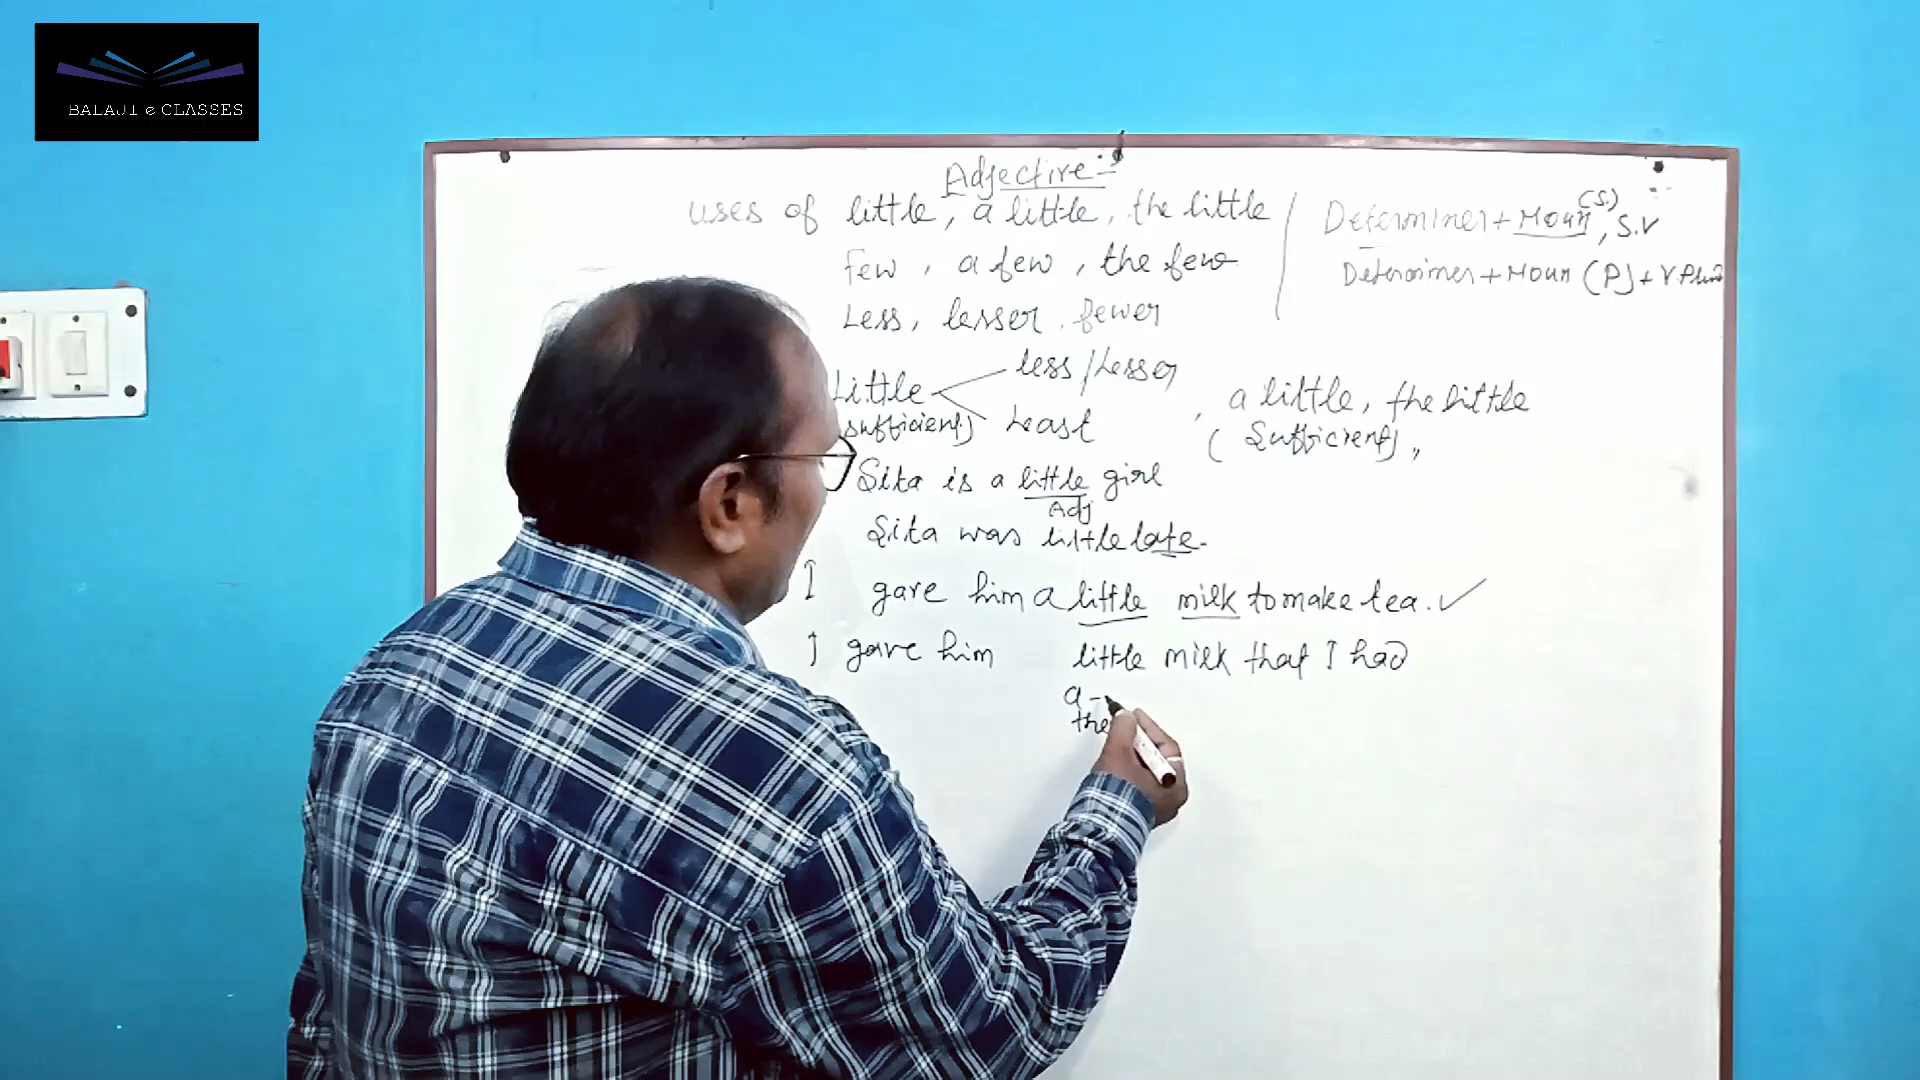 BALAJI e CLASSES
Adjective:-
uses of little, a little, the little
Few, a few, the few
Less, lesser, fewer
Determiner + Noun (S), S.V
Determiner + Noun (P) + V.Plural
Little less/Lesser
sufficient) Least
, a little, the little
(Sufficient),
Sita is a little girl
Adj
Sita was little late.
I gave him a little milk to make tea. ✓
I gave him little milk that I had
a -
the